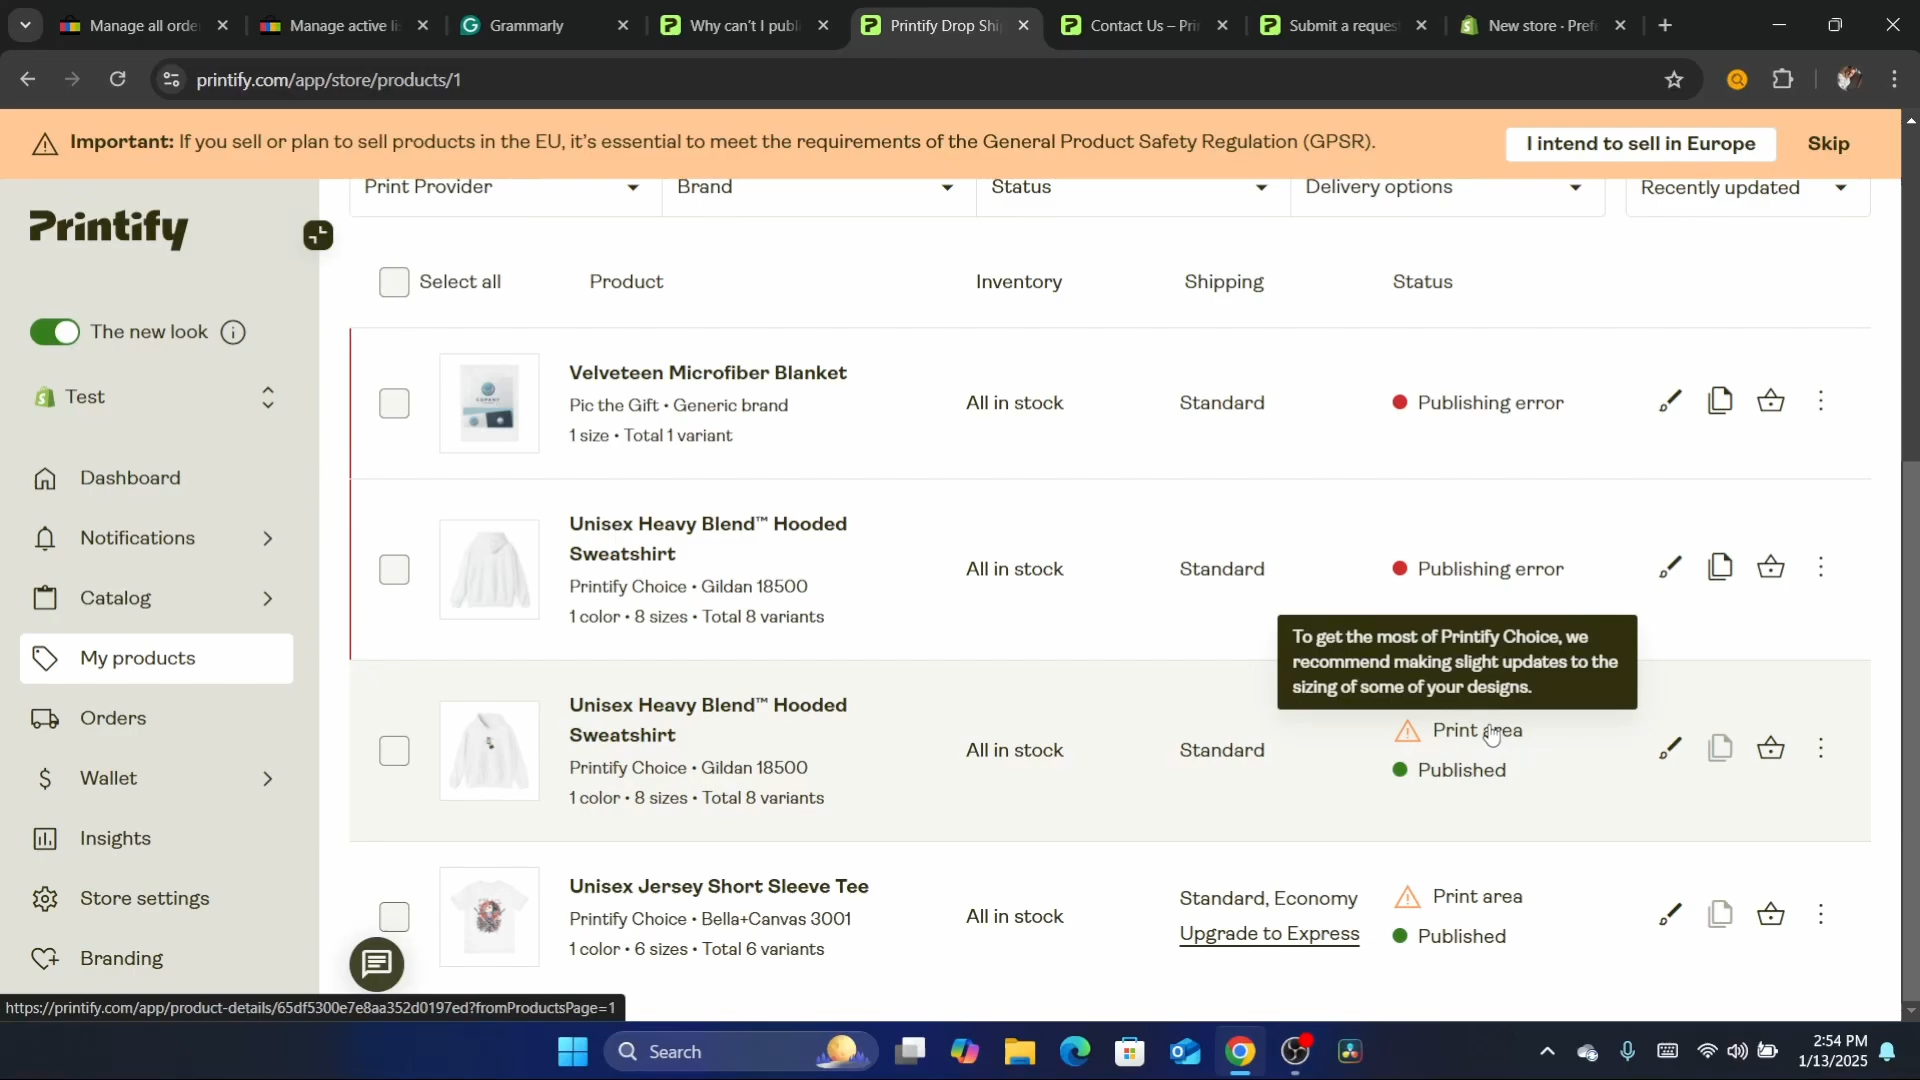 Manage all orde
Manage active li
Grammarly
Why can't I publ
Printify Drop Shi
Contact Us – Pri
Submit a reques
New store · Pref
printify.com/app/store/products/1
Important: If you sell or plan to sell products in the EU, it's essential to meet the requirements of the General Product Safety Regulation (GPSR).
I intend to sell in Europe
Skip
Print Provider
Brand
Status
Delivery options
Recently updated
Printify
The new look
Test
Dashboard
Notifications
Catalog
My products
Orders
Wallet
Insights
Store settings
Branding
Select all
Product
Inventory
Shipping
Status
Velveteen Microfiber Blanket
Pic the Gift • Generic brand
1 size • Total 1 variant
All in stock
Standard
Publishing error
Unisex Heavy Blend™ Hooded
Sweatshirt
Printify Choice • Gildan 18500
1 color • 8 sizes • Total 8 variants
All in stock
Standard
Publishing error
To get the most of Printify Choice, we
recommend making slight updates to the
sizing of some of your designs.
Unisex Heavy Blend™ Hooded
Sweatshirt
Printify Choice • Gildan 18500
1 color • 8 sizes • Total 8 variants
All in stock
Standard
Print area
Published
Unisex Jersey Short Sleeve Tee
Printify Choice • Bella+Canvas 3001
1 color • 6 sizes • Total 6 variants
All in stock
Standard, Economy
Upgrade to Express
Print area
Published
https://printify.com/app/product-details/65df5300e7e8aa352d0197ed?fromProductsPage=1
Search
2:54 PM
1/13/2025